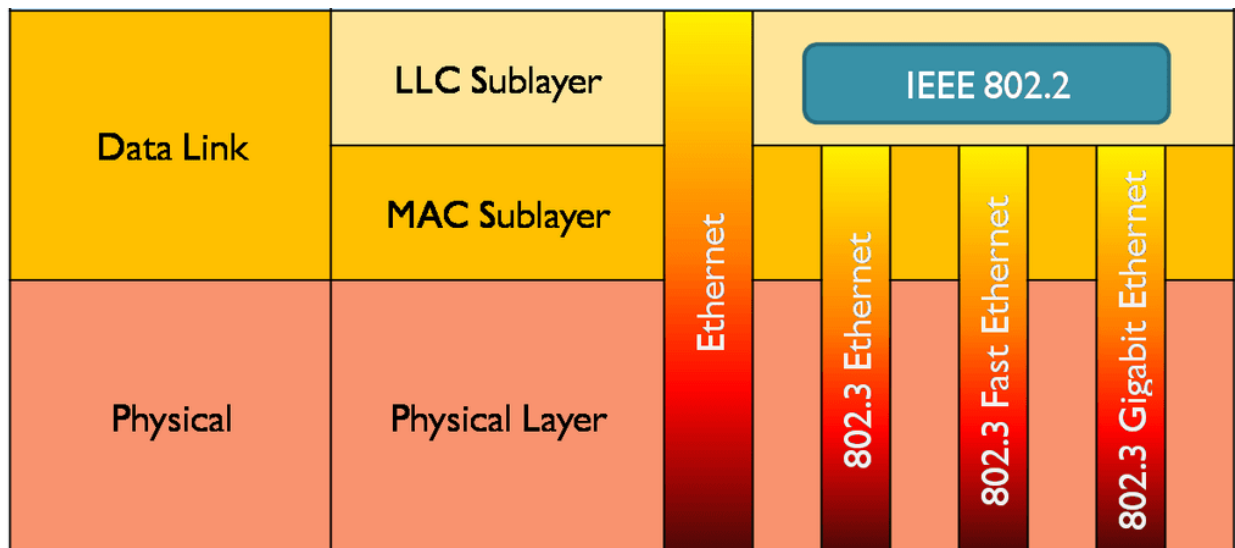 LLC Sublayer
IEEE 802.2
Data Link
MAC Sublayer
Ethernet
802.3 Ethernet
802.3 Fast Ethernet
802.3 Gigabit Ethernet
Physical
Physical Layer